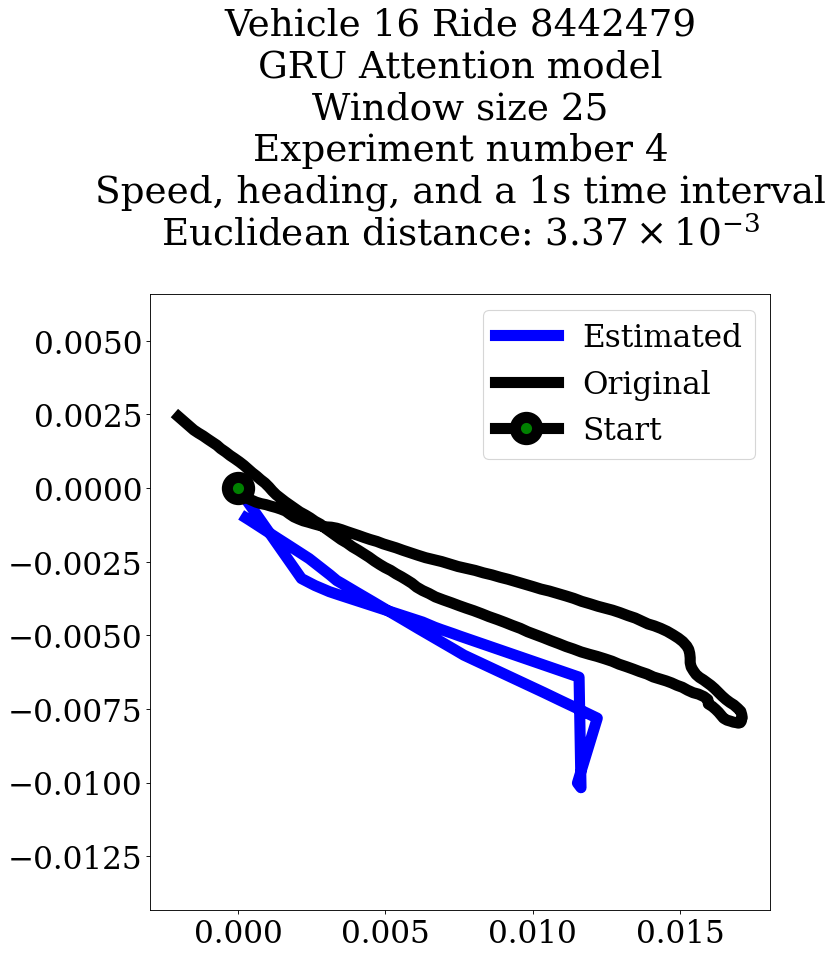 Vehicle 16 Ride 8442479
GRU Attention model
Window size 25
Experiment number 4
Speed, heading, and a 1s time interval
Euclidean distance: 3.37 × 10⁻³
Estimated
Original
Start
0.0050
0.0025
0.0000
−0.0025
−0.0050
−0.0075
−0.0100
−0.0125
0.000 0.005 0.010 0.015